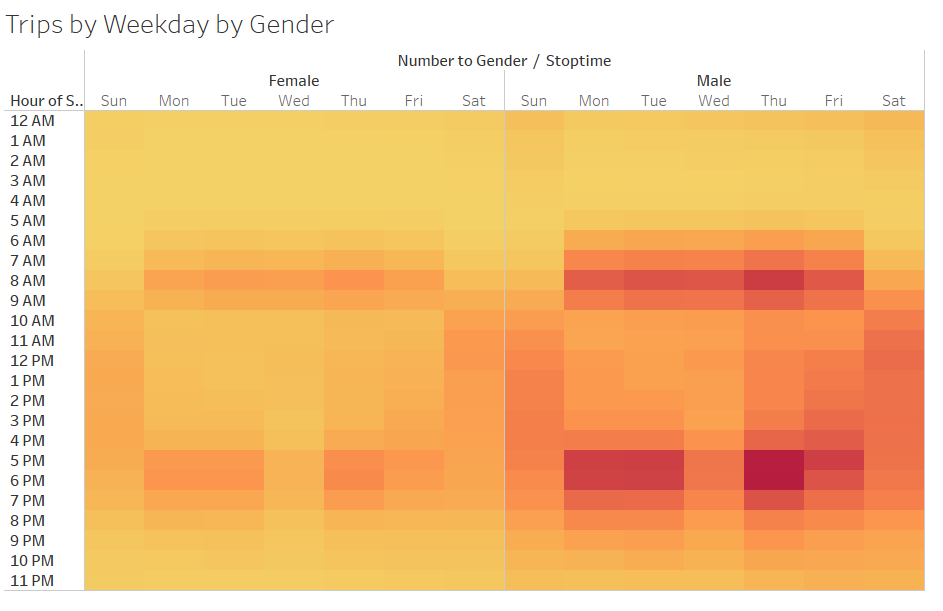 Trips by Weekday by Gender
Number to Gender / Stoptime
Female Male
Hour of S.. Sun Mon Tue Wed Thu Fri Sat Sun Mon Tue Wed Thu Fri Sat
12 AM
1 AM
2 AM
3 AM
4 AM
5 AM
6 AM
7 AM
8 AM
9 AM
10 AM
11 AM
12 PM
1 PM
2 PM
3 PM
4 PM
5 PM
6 PM
7 PM
8 PM
9 PM
10 PM
11 PM